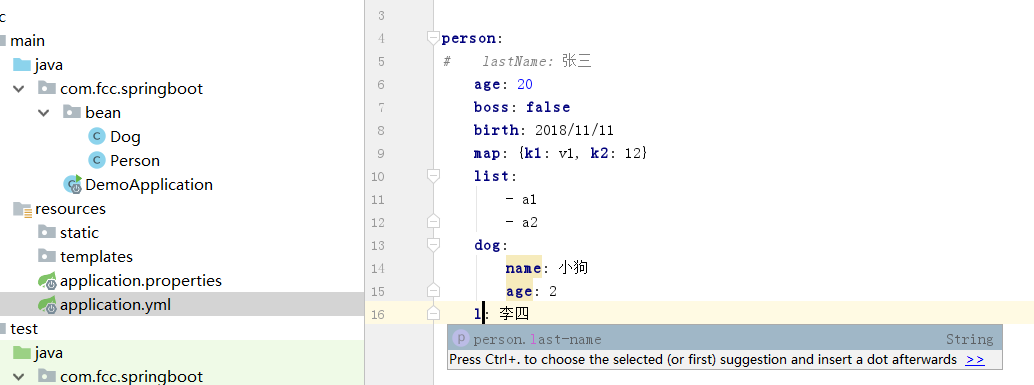 c
main
java
com.fcc.springboot
bean
Dog
Person
DemoApplication
resources
static
templates
application.properties
application.yml
test
java
com.fcc.springboot
3
4 person:
5 # lastName: 张三
6 age: 20
7 boss: false
8 birth: 2018/11/11
9 map: {k1: v1, k2: 12}
10 list:
11 - a1
12 - a2
13 dog:
14 name: 小狗
15 age: 2
16 l: 李四
p person.last-name String
Press Ctrl+. to choose the selected (or first) suggestion and insert a dot afterwards >>